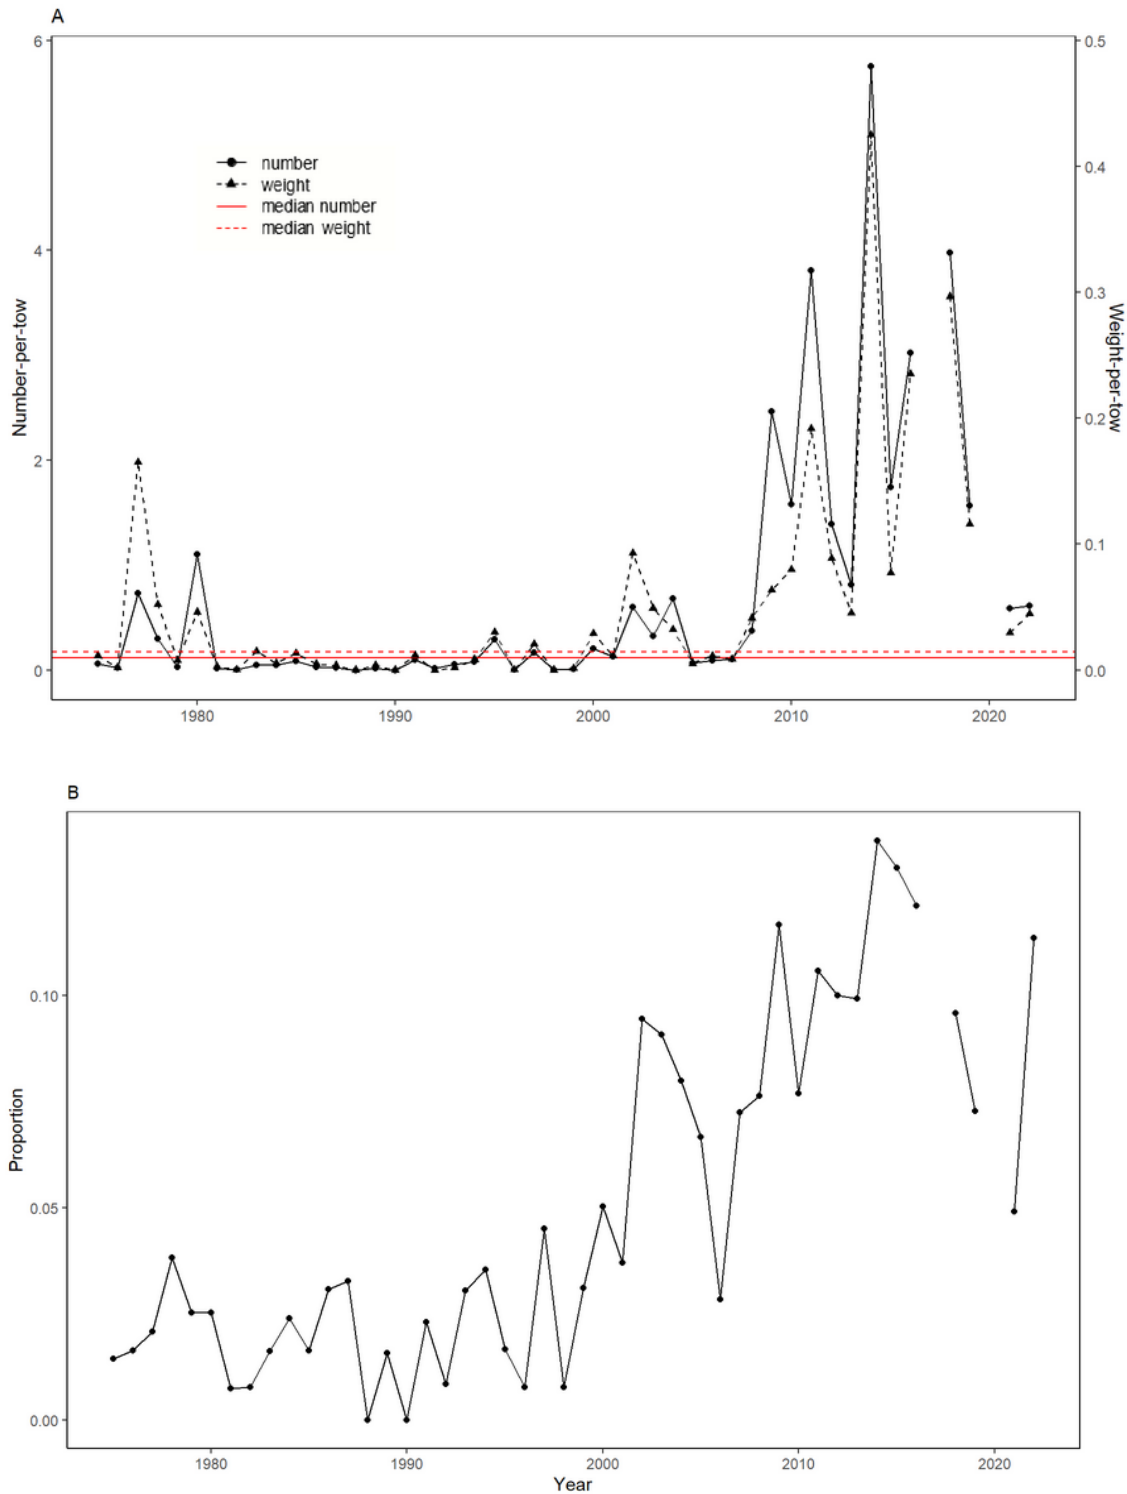 A
6
4
2
0
Number-per-tow
0.5
0.4
0.3
0.2
0.1
0.0
Weight-per-tow
number
weight
median number
median weight
1980 1990 2000 2010 2020
B
0.10
0.05
0.00
Proportion
1980 1990 2000 2010 2020
Year